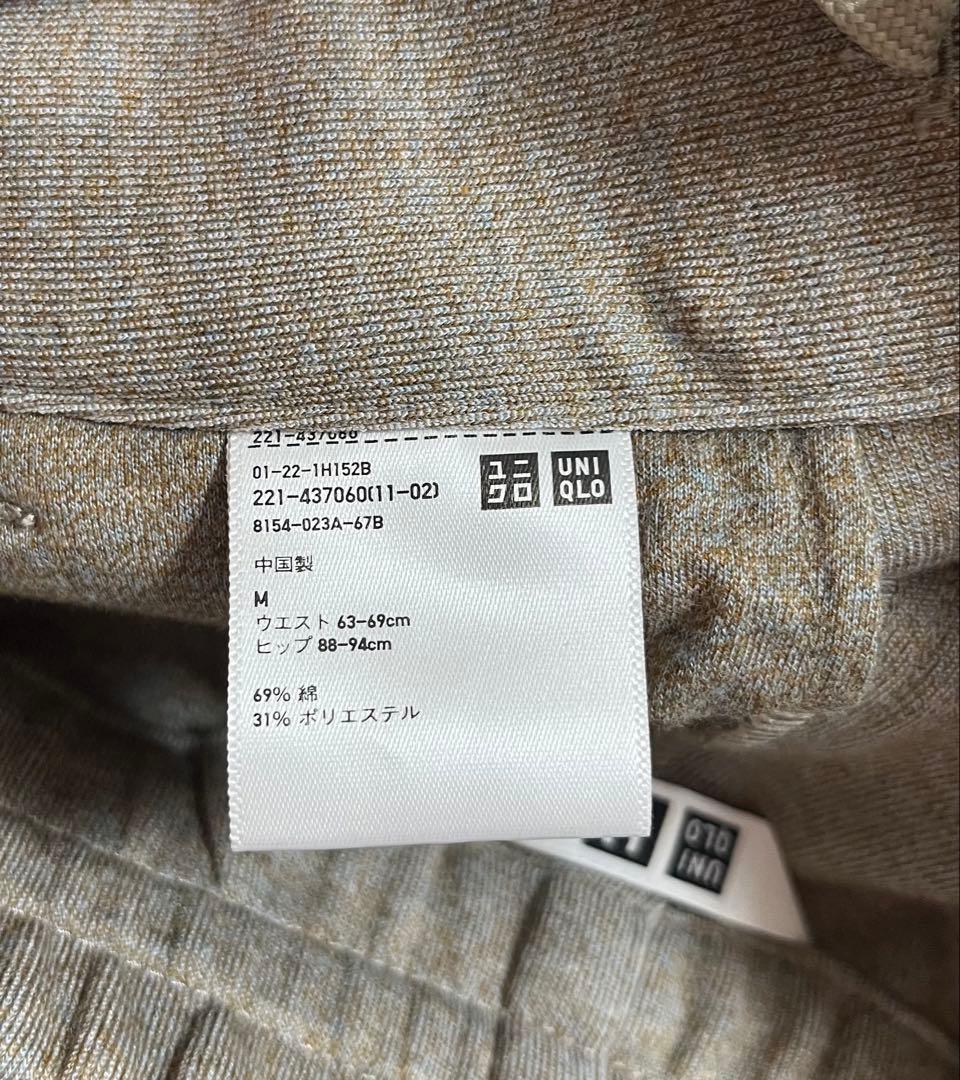 221-437060
01-22-1H152B
221-437060(11-02)
8154-023A-67B
ユニクロ
UNIQLO
中国製
M
ウエスト 63-69cm
ヒップ 88-94cm
69% 綿
31% ポリエステル
UNIQLO